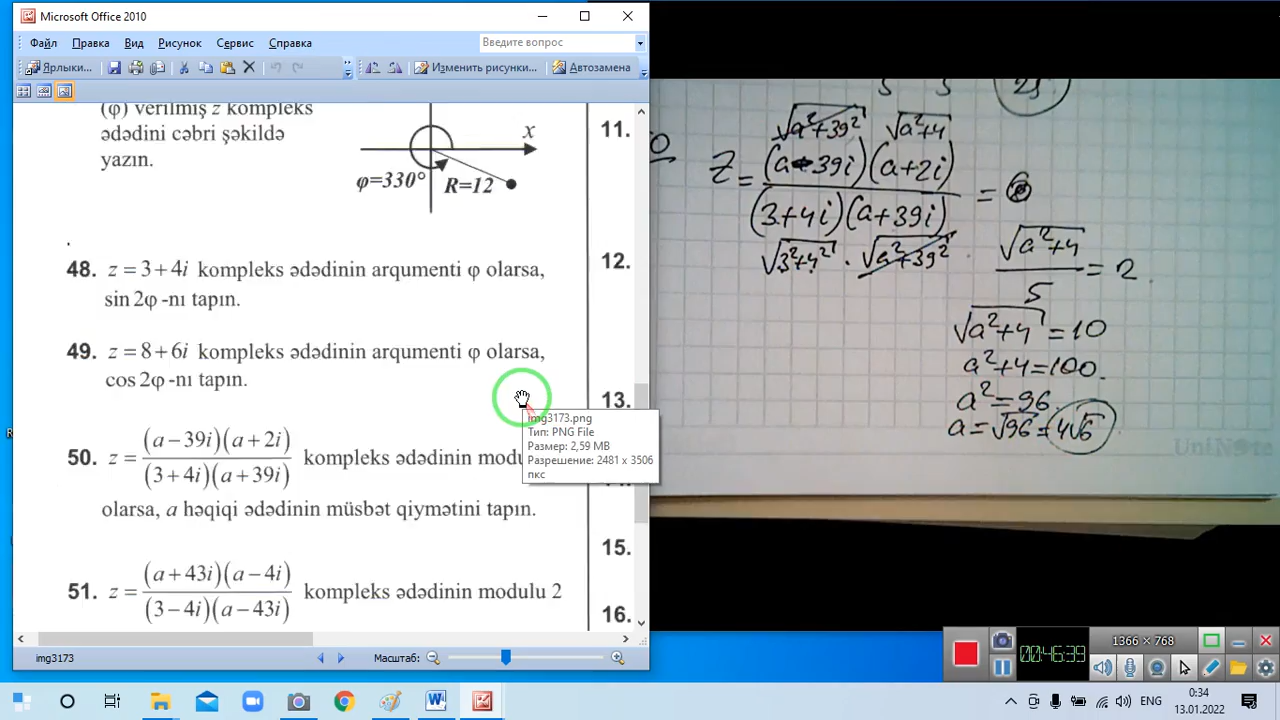 Microsoft Office 2010
Файл Правка Вид Рисунок Сервис Справка
Введите вопрос
Ярлыки...
Изменить рисунки...
Автозамена
(φ) verilmiş z kompleks
ədədini cəbri şəkildə
yazın.
x
φ=330° R=12
48. z = 3 + 4i kompleks ədədinin arqumenti φ olarsa,
sin 2φ -nı tapın.
49. z = 8 + 6i kompleks ədədinin arqumenti φ olarsa,
cos 2φ -nı tapın.
50. z = (a − 39i)(a + 2i) / (3 + 4i)(a + 39i) kompleks ədədinin
olarsa, a həqiqi ədədinin müsbət qiymətini tapın.
51. z = (a + 43i)(a − 4i) / (3 − 4i)(a − 43i) kompleks ədədinin modulu 2
11.
12.
13.
15.
16.
img3173.png
Тип: PNG File
Размер: 2,59 MB
Разрешение: 2481 x 3506
пкс
img3173
Масштаб:
25
√a²+39² √a²+4
Z = (a-39i)(a+2i) / (3+4i)(a+39i) =
√3²+4² · √a²+39²
√a²+4 / 5 = 2
√a²+4 = 10
a²+4=100
a² = 96
a = √96 = 4√6
UniNote
1366 × 768
00:46:39
ENG
0:34
13.01.2022